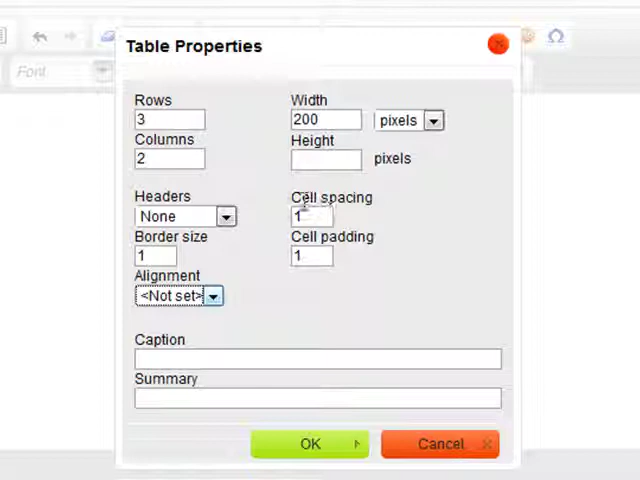 Table Properties
Font
Rows
Width
3
200
pixels
Columns
Height
2
pixels
Headers
Cell spacing
None
1
Border size
Cell padding
1
1
Alignment
<Not set>
Caption
Summary
OK
Cancel